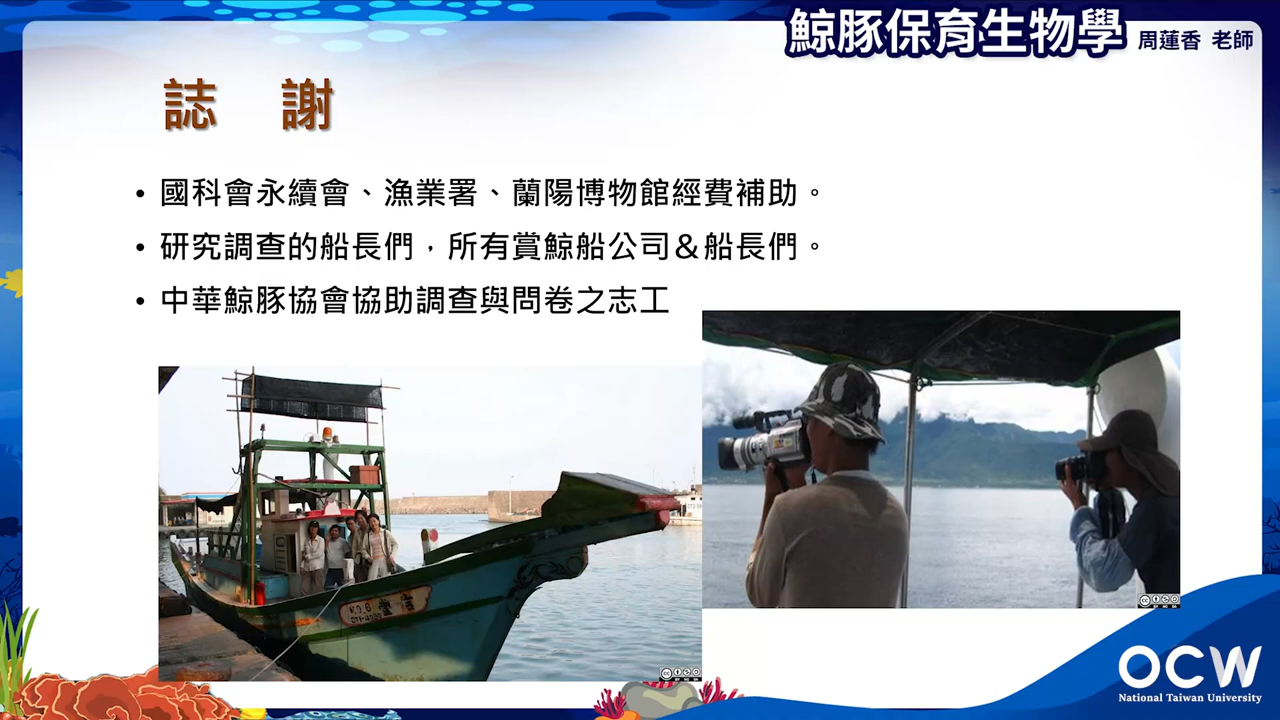 鯨豚保育生物學 周蓮香 老師
誌 謝
• 國科會永續會、漁業署、蘭陽博物館經費補助。
• 研究調查的船長們，所有賞鯨船公司＆船長們。
• 中華鯨豚協會協助調查與問卷之志工
OCW
National Taiwan University